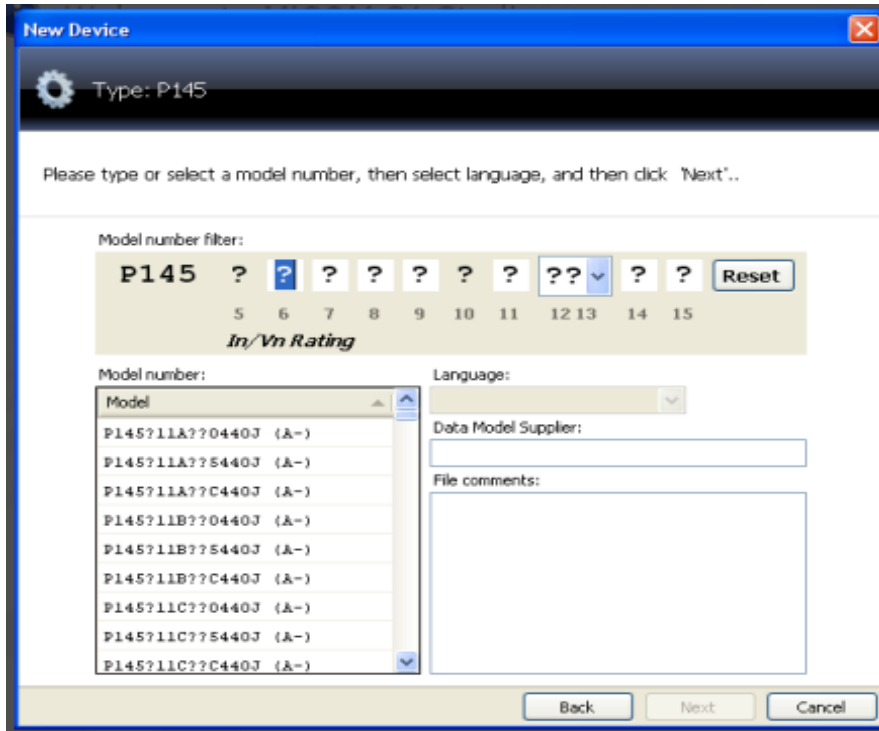 New Device
Type: P145
Please type or select a model number, then select language, and then click 'Next'..
Model number filter:
P145 ? ? ? ? ? ? ? ?? ? ? Reset
5 6 7 8 9 10 11 12 13 14 15
In/Vn Rating
Model number:
Model
P145?11A??0440J (A-)
P145?11A??5440J (A-)
P145?11A??C440J (A-)
P145?11B??0440J (A-)
P145?11B??5440J (A-)
P145?11B??C440J (A-)
P145?11C??0440J (A-)
P145?11C??5440J (A-)
P145?11C??C440J (A-)
Language:
Data Model Supplier:
File comments:
Back Next Cancel